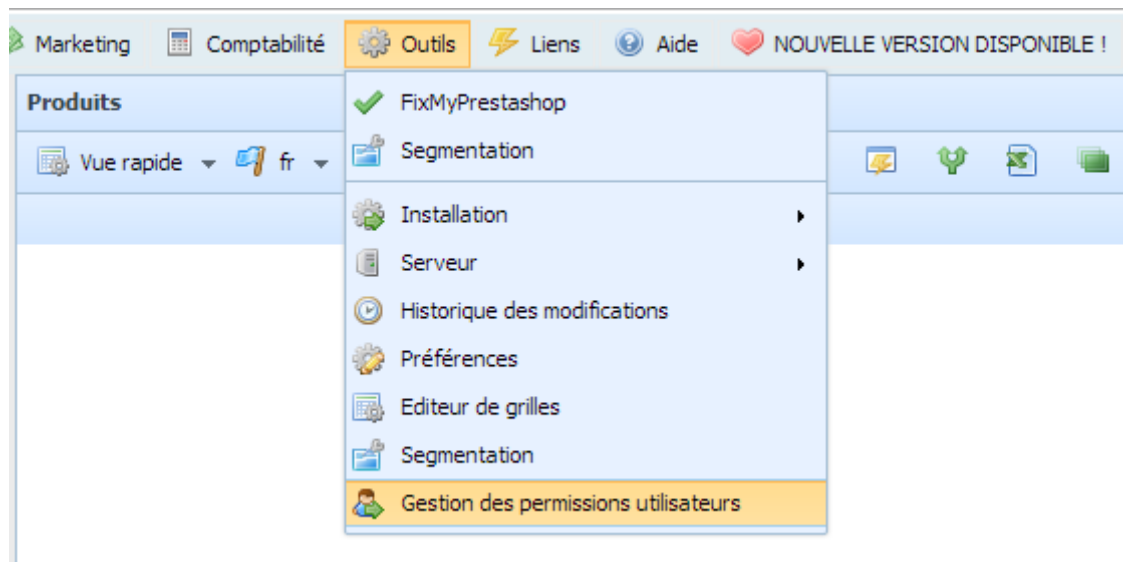 Marketing Comptabilité Outils Liens Aide NOUVELLE VERSION DISPONIBLE !
Produits
Vue rapide fr
FixMyPrestashop
Segmentation
Installation
Serveur
Historique des modifications
Préférences
Editeur de grilles
Segmentation
Gestion des permissions utilisateurs